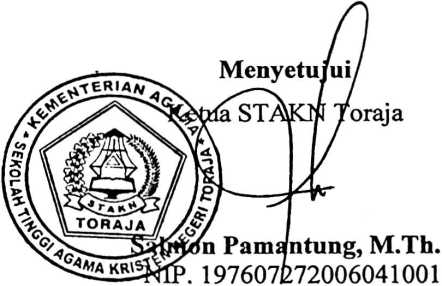 Menyetujui
Ketua STAKN Toraja
KEMENTERIAN AGAMA
SEKOLAH TINGGI AGAMA KRISTEN NEGERI TORAJA
STAKN
TORAJA
Salmon Pamantung, M.Th.
NIP. 197607272006041001